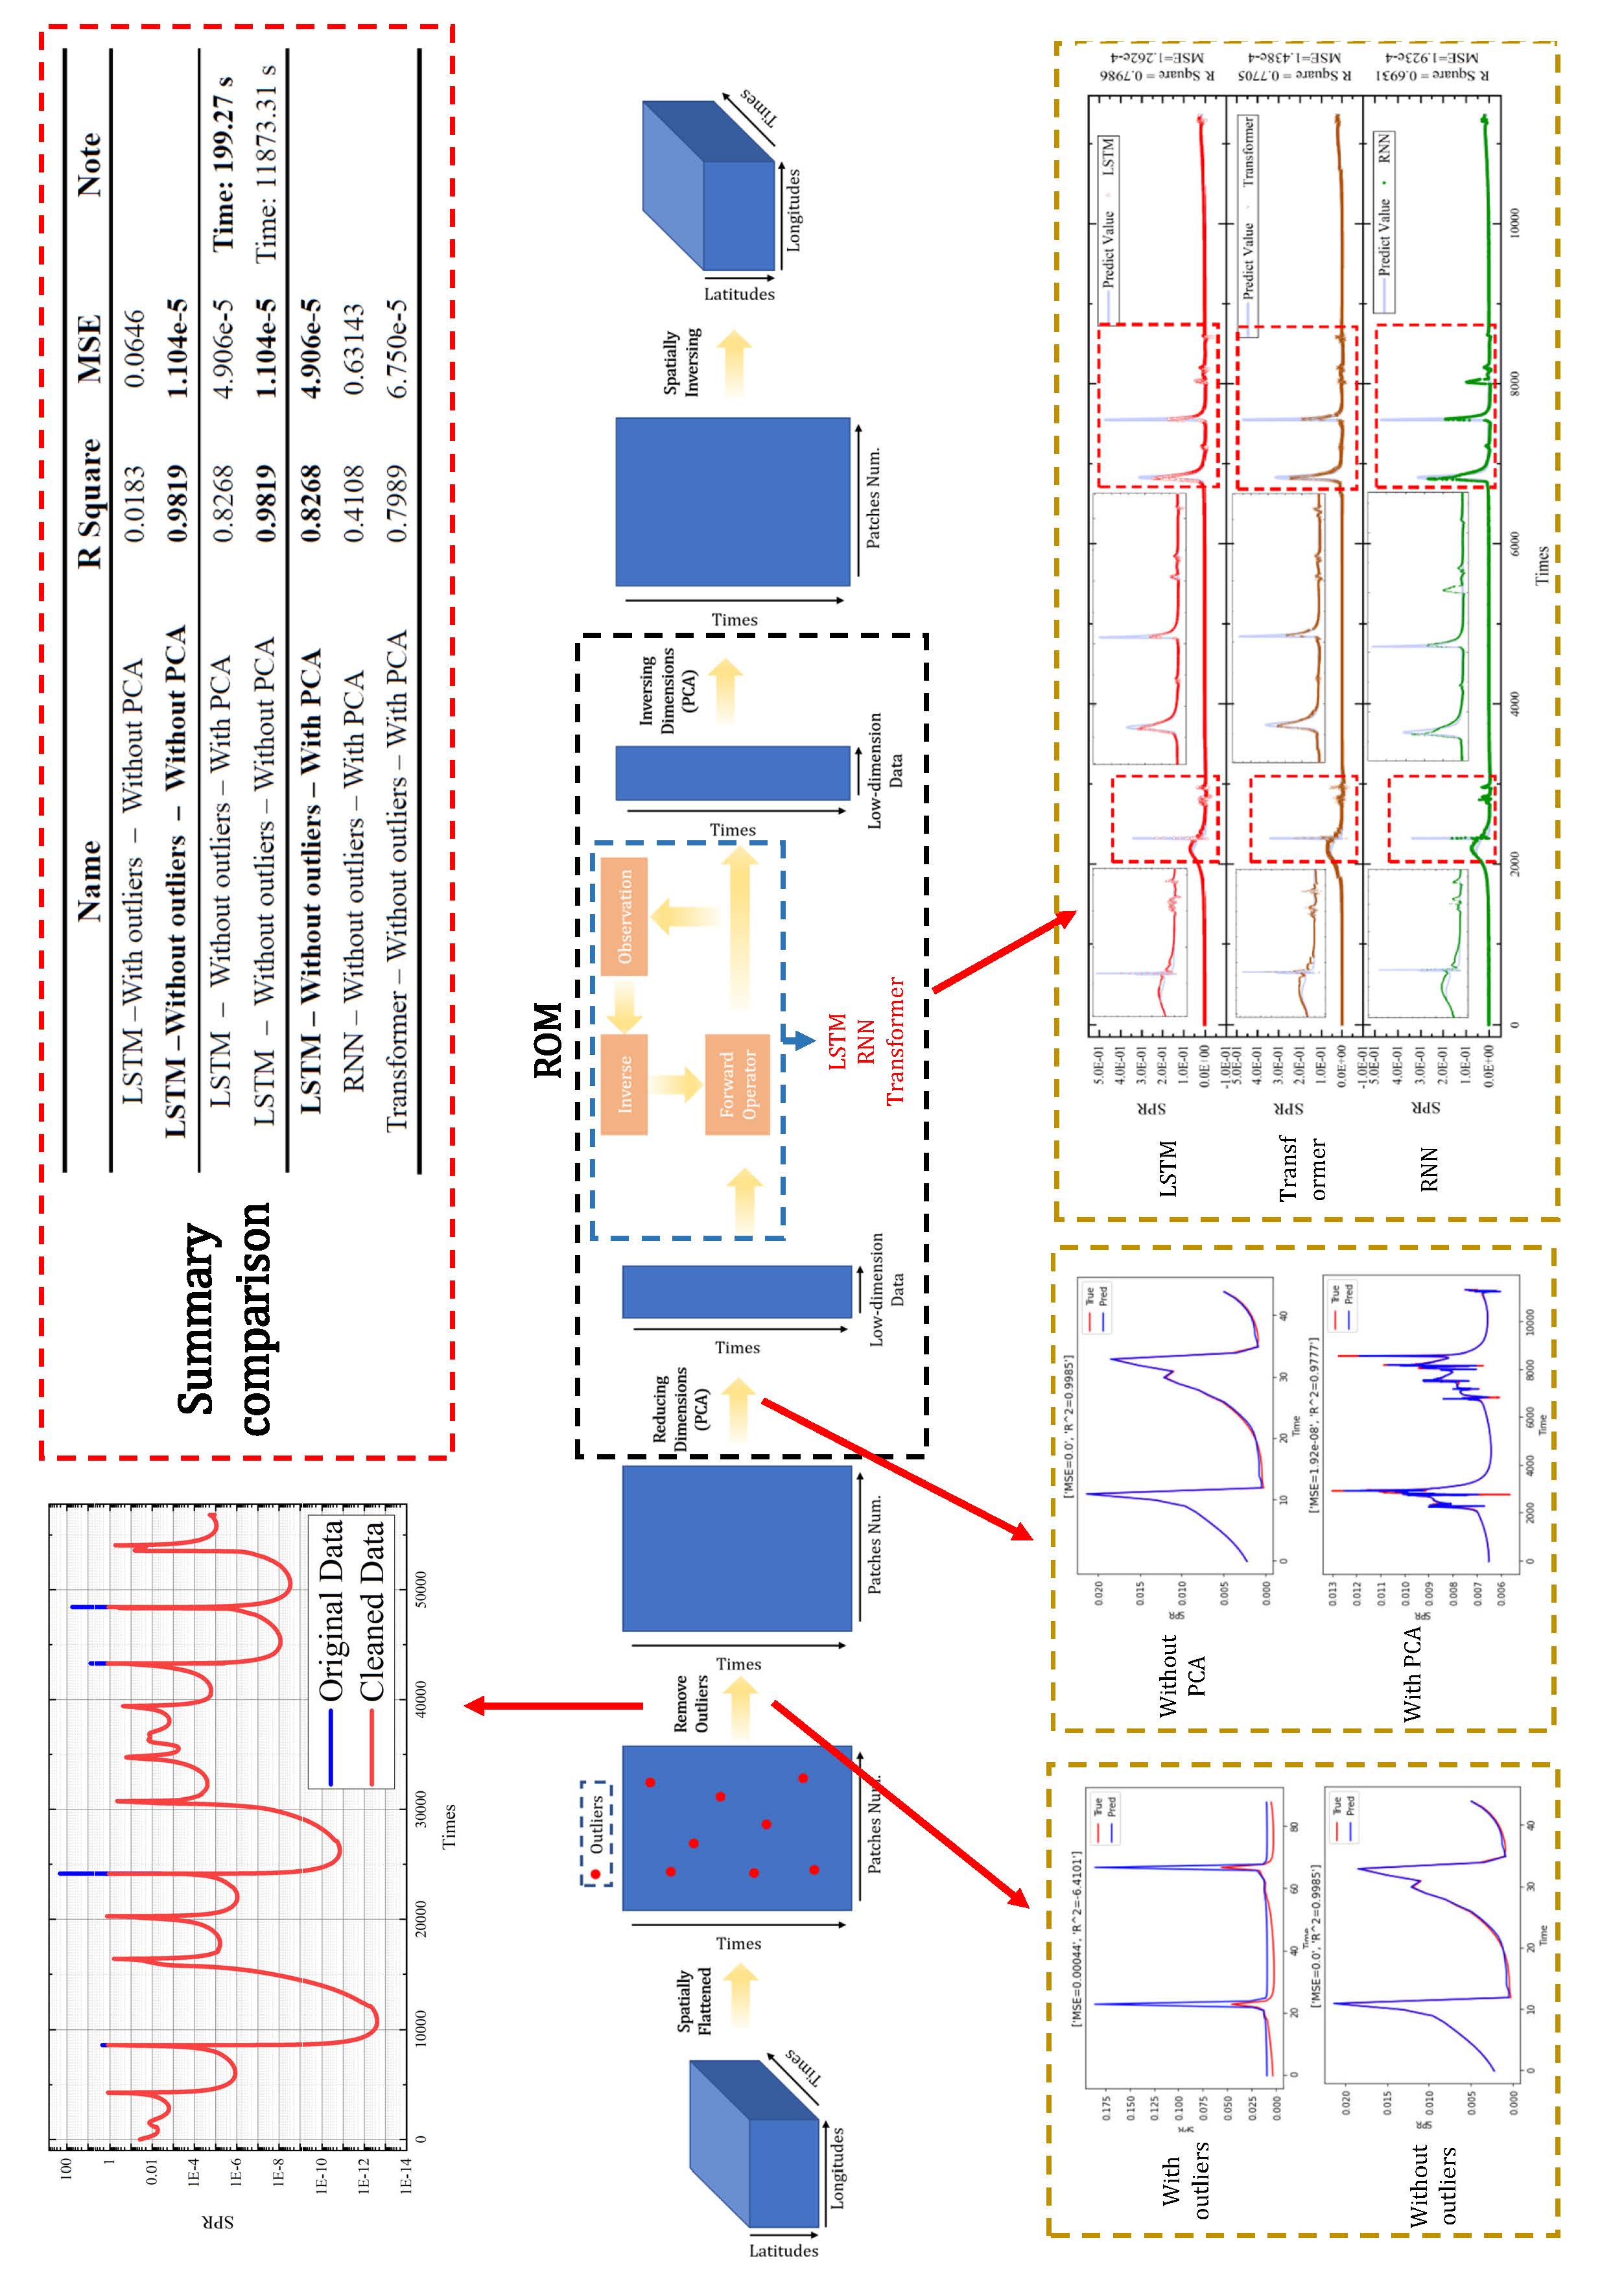 100
1
0.01
1E-4
1E-6
1E-8
1E-10
1E-12
1E-14
SPR
Original Data
Cleaned Data
0 10000 20000 30000 40000 50000
Times
Summary
comparison
Name R Square MSE Note
LSTM –With outliers – Without PCA 0.0183 0.0646
LSTM –Without outliers – Without PCA 0.9819 1.104e-5
LSTM – Without outliers – With PCA 0.8268 4.906e-5 Time: 199.27 s
LSTM – Without outliers – Without PCA 0.9819 1.104e-5 Time: 11873.31 s
LSTM – Without outliers – With PCA 0.8268 4.906e-5
RNN – Without outliers – With PCA 0.4108 0.63143
Transformer – Without outliers – With PCA 0.7989 6.750e-5
Latitudes
Longitudes
Times
Spatially
Flattened
Outliers
Times
Patches Num.
Remove
Outliers
Times
Patches Num.
ROM
Reducing
Dimensions
(PCA)
Times
Low-dimension
Data
Inverse
Observation
Forward
Operator
LSTM
RNN
Transformer
Times
Low-dimension
Data
Inversing
Dimensions
(PCA)
Times
Patches Num.
Spatially
Inversing
Latitudes
Longitudes
Times
With
outliers
['MSE=0.00044', 'R^2=-6.4101']
True
Pred
0.175
0.150
0.125
0.100
0.075
0.050
0.025
0.000
SPR
0 20 40 60 80
Time
Without
outliers
['MSE=0.0', 'R^2=0.9985']
True
Pred
0.020
0.015
0.010
0.005
0.000
SPR
0 10 20 30 40
Time
Without
PCA
['MSE=0.0', 'R^2=0.9985']
True
Pred
0.020
0.015
0.010
0.005
0.000
SPR
0 10 20 30 40
Time
With PCA
['MSE=1.92e-08', 'R^2=0.9777']
True
Pred
0.013
0.012
0.011
0.010
0.009
0.008
0.007
0.006
SPR
0 2000 4000 6000 8000 10000
Time
LSTM
SPR
5.0E-01
4.0E-01
3.0E-01
2.0E-01
1.0E-01
0.0E+00
-1.0E-01
Predict Value LSTM
R Square = 0.7986
MSE=1.262e-4
Transf
ormer
SPR
5.0E-01
4.0E-01
3.0E-01
2.0E-01
1.0E-01
0.0E+00
-1.0E-01
Predict Value Transformer
R Square = 0.7705
MSE=1.438e-4
RNN
SPR
5.0E-01
4.0E-01
3.0E-01
2.0E-01
1.0E-01
0.0E+00
Predict Value RNN
R Square = 0.6931
MSE=1.923e-4
0 2000 4000 6000 8000 10000
Times